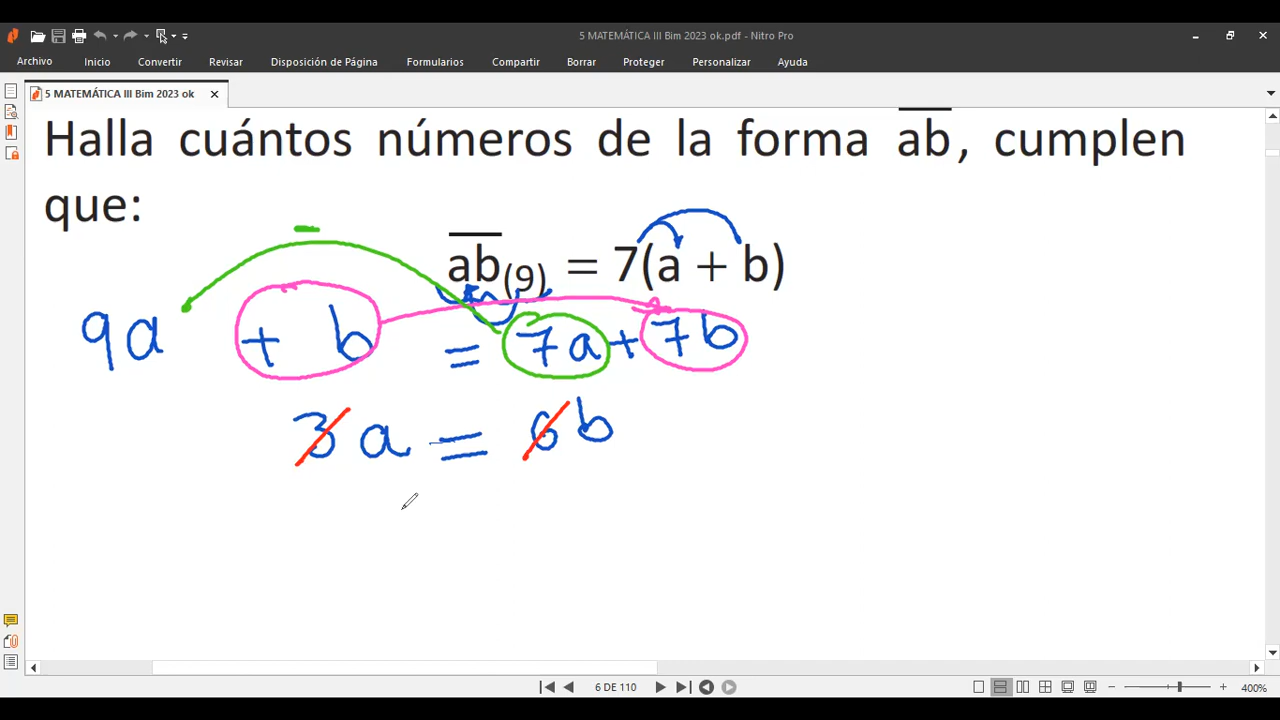 5 MATEMÁTICA III Bim 2023 ok.pdf - Nitro Pro
Archivo Inicio Convertir Revisar Disposición de Página Formularios Compartir Borrar Proteger Personalizar Ayuda
5 MATEMÁTICA III Bim 2023 ok
Halla cuántos números de la forma a̅b̅, cumplen
que:
a̅b̅(9) = 7(a + b)
−
9a + b = 7a + 7b
3a = 6b
6 DE 110
400%